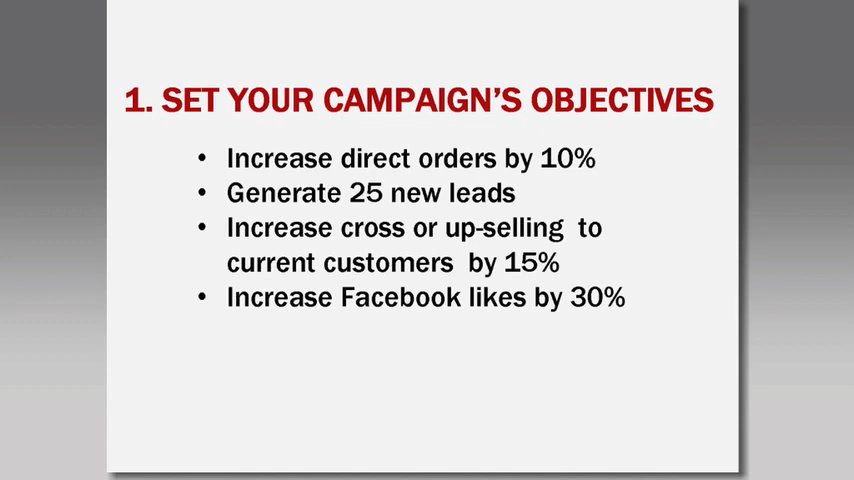 1. SET YOUR CAMPAIGN'S OBJECTIVES
• Increase direct orders by 10%
• Generate 25 new leads
• Increase cross or up-selling to
current customers by 15%
• Increase Facebook likes by 30%